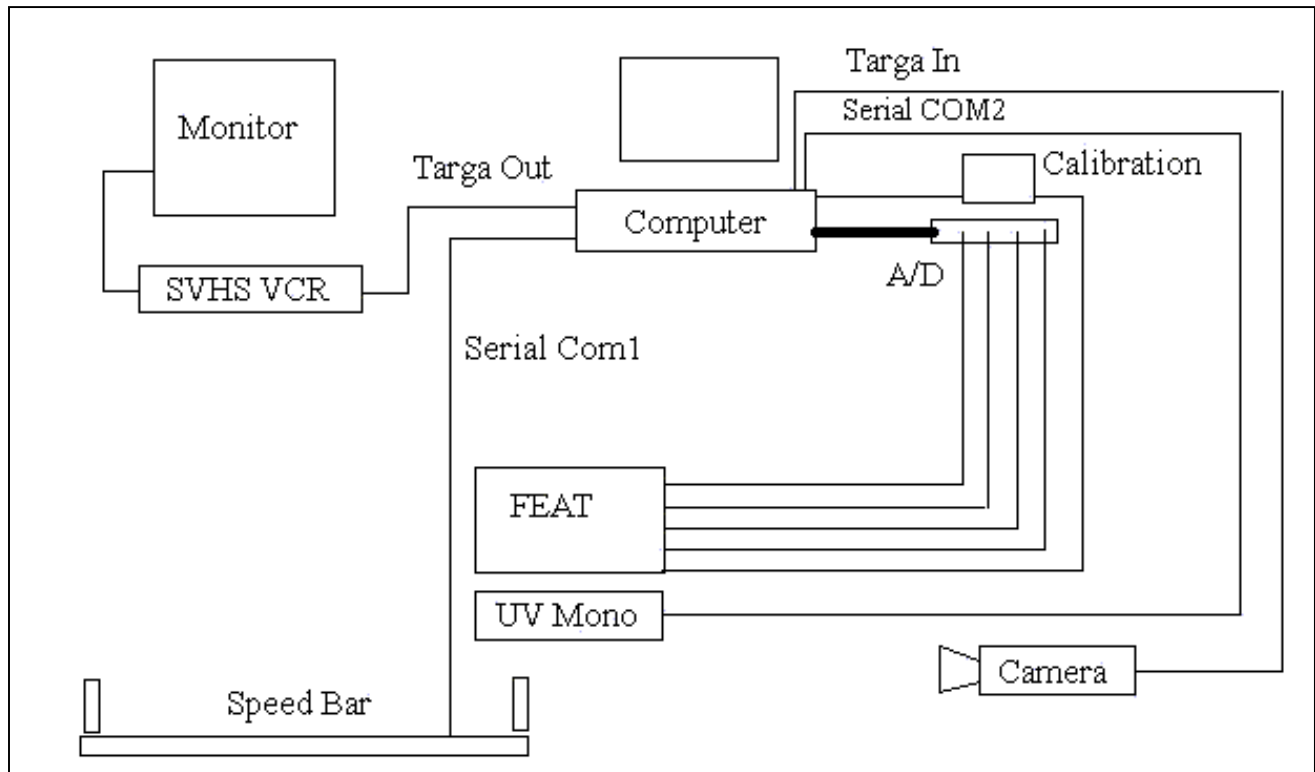 Targa In
Monitor
Serial COM2
Targa Out
Calibration
Computer
SVHS VCR
A/D
Serial Com1
FEAT
UV Mono
Camera
Speed Bar